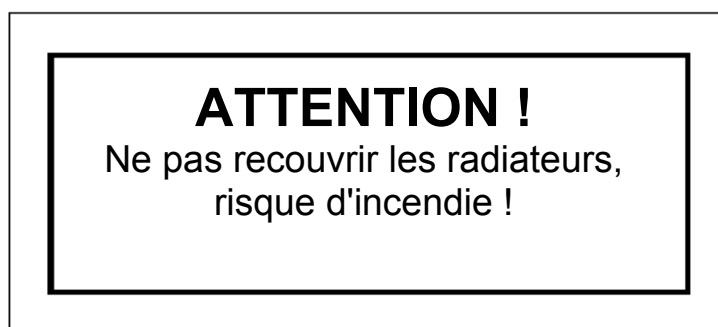 ATTENTION !
Ne pas recouvrir les radiateurs,
risque d'incendie !